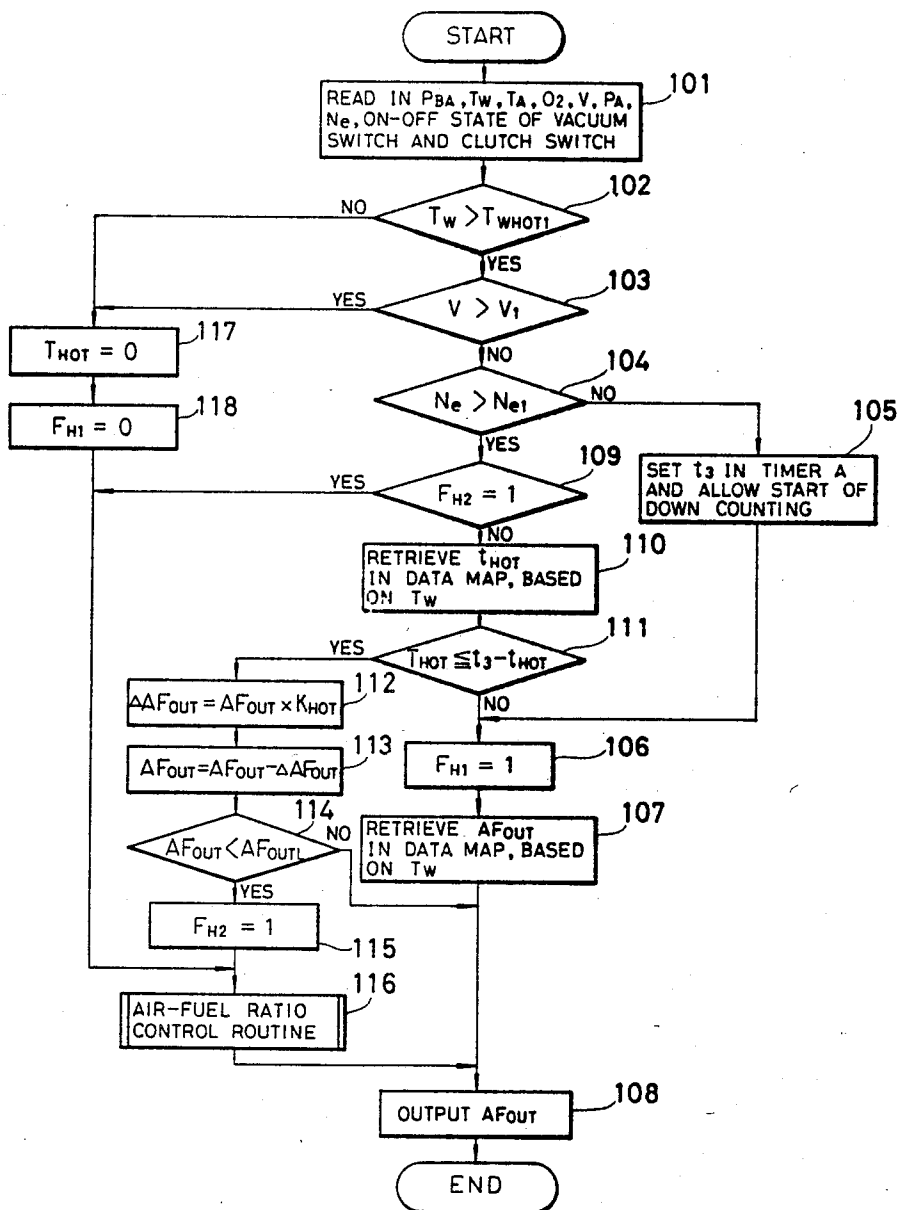 START
101
READ IN PBA, TW, TA, O2, V, PA,
Ne, ON-OFF STATE OF VACUUM
SWITCH AND CLUTCH SWITCH
102
NO
TW > TWHOT1
YES
103
YES
V > V1
NO
117
THOT = 0
104
NO
Ne > Ne1
YES
118
FH1 = 0
105
SET t3 IN TIMER A
AND ALLOW START OF
DOWN COUNTING
109
YES
FH2 = 1
NO
110
RETRIEVE tHOT
IN DATA MAP, BASED
ON TW
111
YES
THOT ≦ t3-tHOT
NO
112
ΔAFOUT = AFOUT × KHOT
113
AFOUT=AFOUT-ΔAFOUT
106
FH1 = 1
114
NO
AFOUT < AFOUTL
YES
107
RETRIEVE AFOUT
IN DATA MAP, BASED
ON TW
FH2 = 1
115
116
AIR-FUEL RATIO
CONTROL ROUTINE
108
OUTPUT AFOUT
END